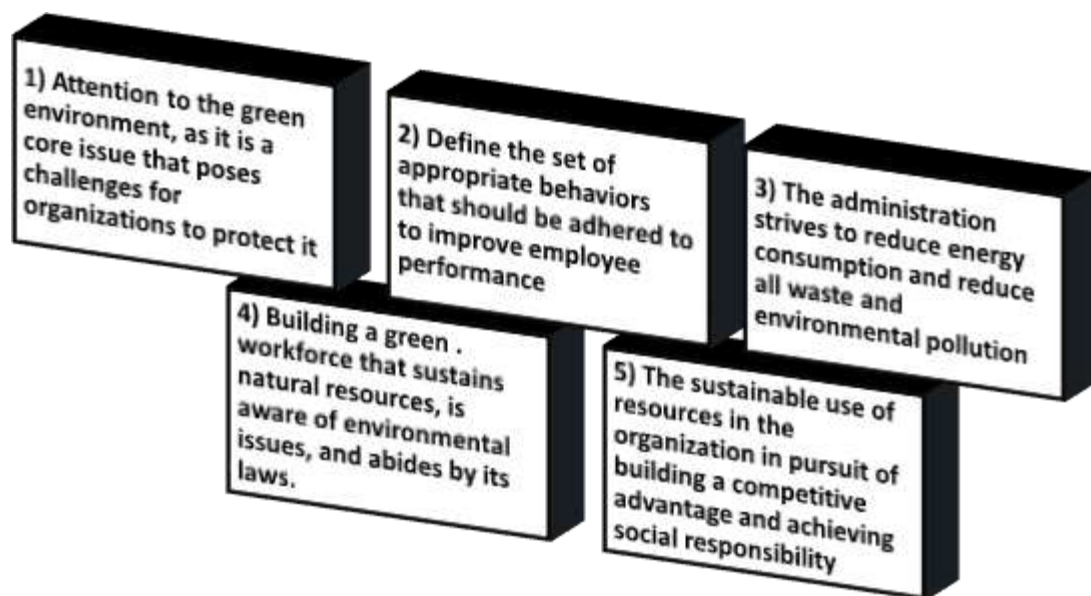 1) Attention to the green
environment, as it is a
core issue that poses
challenges for
organizations to protect it
2) Define the set of
appropriate behaviors
that should be adhered to
to improve employee
performance
3) The administration
strives to reduce energy
consumption and reduce
all waste and
environmental pollution
4) Building a green .
workforce that sustains
natural resources, is
aware of environmental
issues, and abides by its
laws.
5) The sustainable use of
resources in the
organization in pursuit of
building a competitive
advantage and achieving
social responsibility